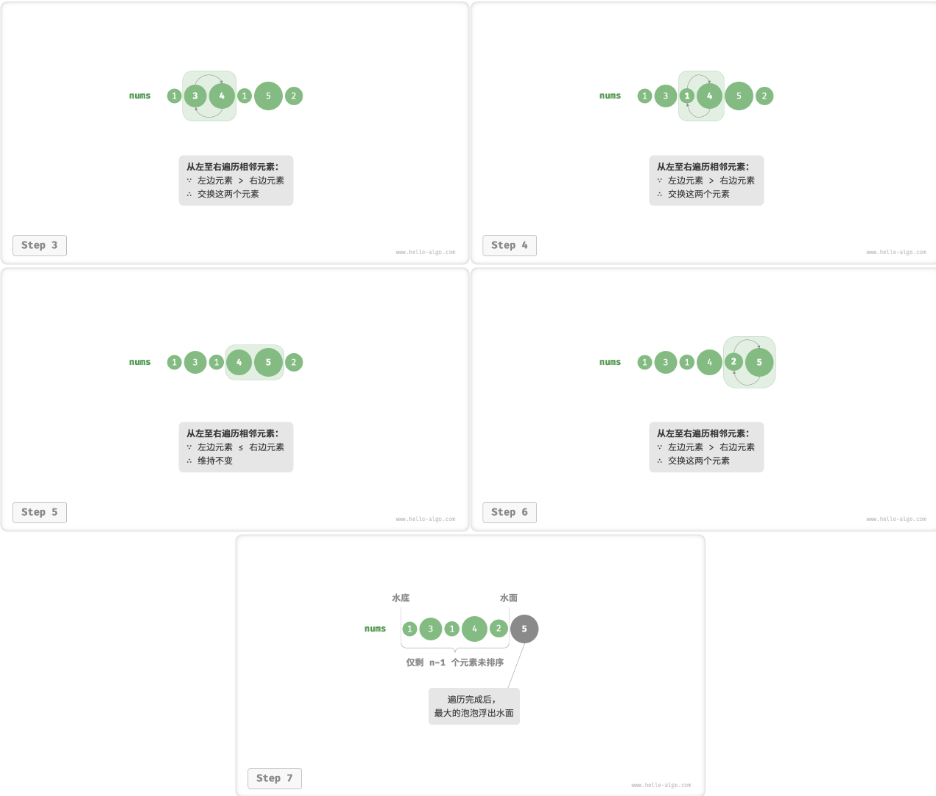 nums 1 3 4 1 5 2
从左至右遍历相邻元素:
∵ 左边元素 > 右边元素
∴ 交换这两个元素
Step 3
www.hello-algo.com
nums 1 3 1 4 5 2
从左至右遍历相邻元素:
∵ 左边元素 > 右边元素
∴ 交换这两个元素
Step 4
www.hello-algo.com
nums 1 3 1 4 5 2
从左至右遍历相邻元素:
∵ 左边元素 ≤ 右边元素
∴ 维持不变
Step 5
www.hello-algo.com
nums 1 3 1 4 2 5
从左至右遍历相邻元素:
∵ 左边元素 > 右边元素
∴ 交换这两个元素
Step 6
www.hello-algo.com
水底 水面
nums 1 3 1 4 2 5
仅剩 n-1 个元素未排序
遍历完成后，
最大的泡泡浮出水面
Step 7
www.hello-algo.com